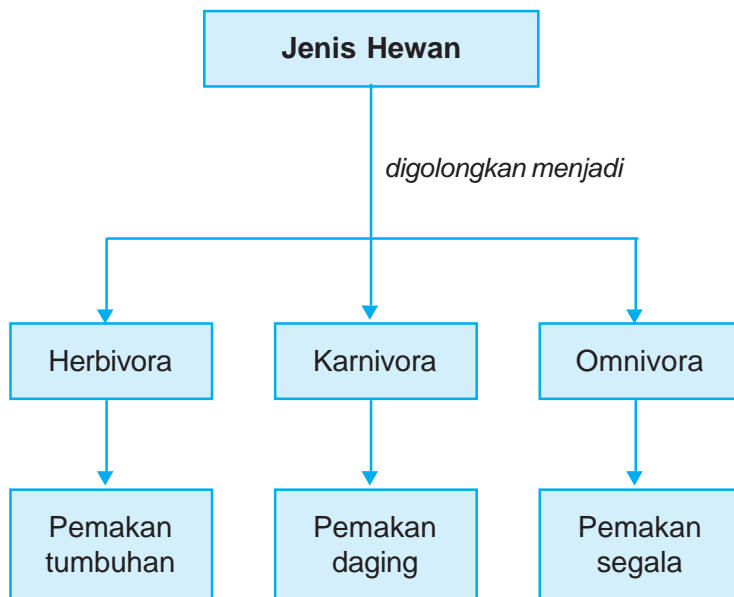 Jenis Hewan
digolongkan menjadi
Herbivora
Karnivora
Omnivora
Pemakan
tumbuhan
Pemakan
daging
Pemakan
segala